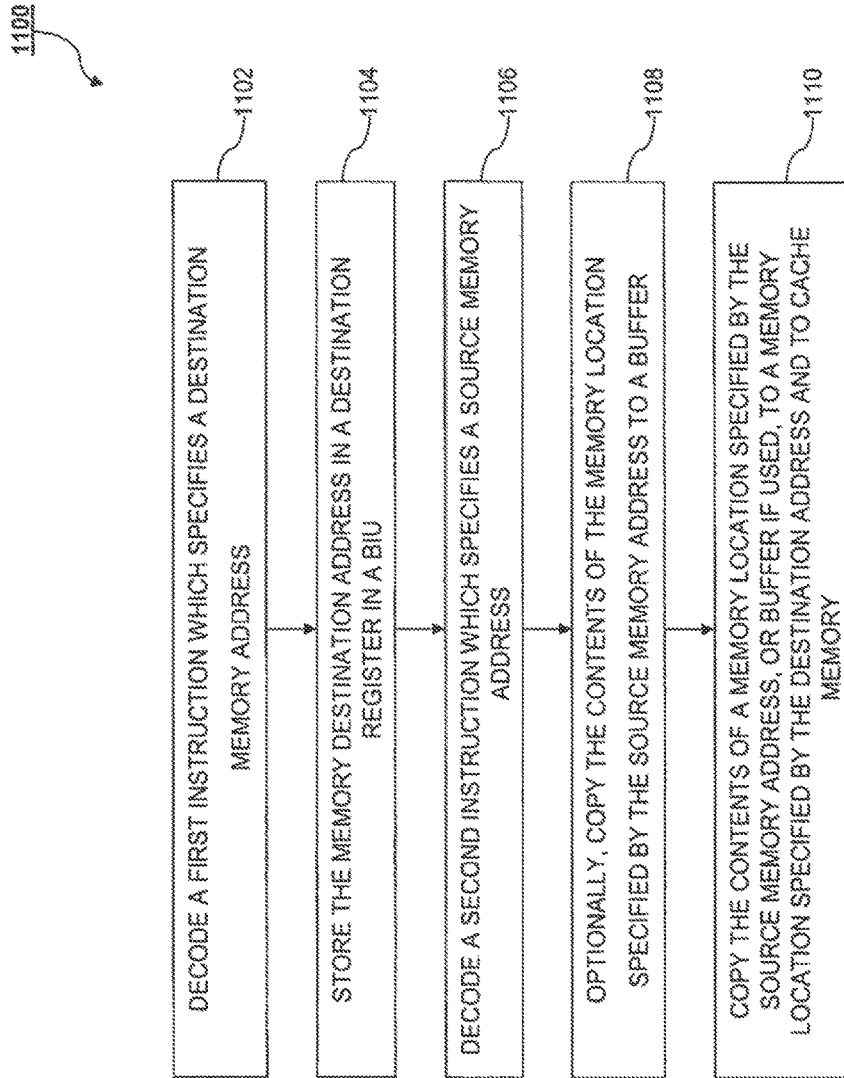 1100
DECODE A FIRST INSTRUCTION WHICH SPECIFIES A DESTINATION
MEMORY ADDRESS
1102
STORE THE MEMORY DESTINATION ADDRESS IN A DESTINATION
REGISTER IN A BIU
1104
DECODE A SECOND INSTRUCTION WHICH SPECIFIES A SOURCE MEMORY
ADDRESS
1106
OPTIONALLY, COPY THE CONTENTS OF THE MEMORY LOCATION
SPECIFIED BY THE SOURCE MEMORY ADDRESS TO A BUFFER
1108
COPY THE CONTENTS OF A MEMORY LOCATION SPECIFIED BY THE
SOURCE MEMORY ADDRESS, OR BUFFER IF USED, TO A MEMORY
LOCATION SPECIFIED BY THE DESTINATION ADDRESS AND TO CACHE
MEMORY
1110